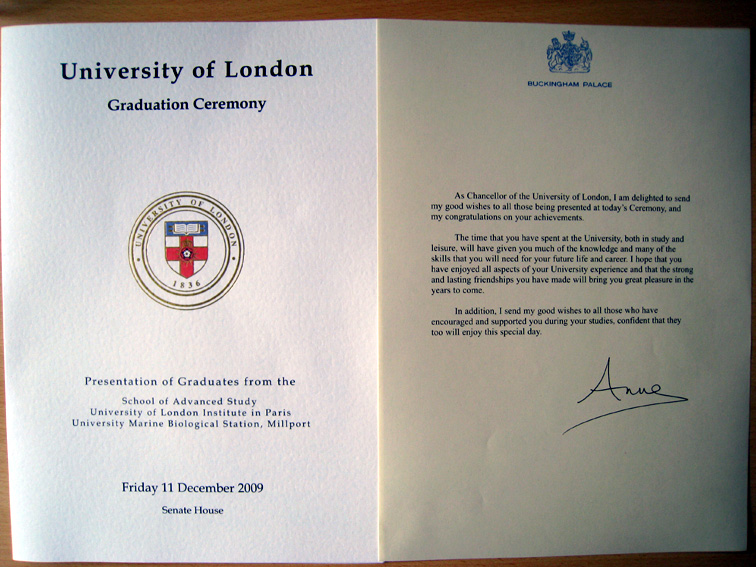 University of London
Graduation Ceremony
UNIVERSITY OF LONDON
1836
Presentation of Graduates from the
School of Advanced Study
University of London Institute in Paris
University Marine Biological Station, Millport
Friday 11 December 2009
Senate House
BUCKINGHAM PALACE
As Chancellor of the University of London, I am delighted to send
my good wishes to all those being presented at today's Ceremony, and
my congratulations on your achievements.
The time that you have spent at the University, both in study and
leisure, will have given you much of the knowledge and many of the
skills that you will need for your future life and career. I hope that you
have enjoyed all aspects of your University experience and that the strong
and lasting friendships you have made will bring you great pleasure in the
years to come.
In addition, I send my good wishes to all those who have
encouraged and supported you during your studies, confident that they
too will enjoy this special day.
Anne